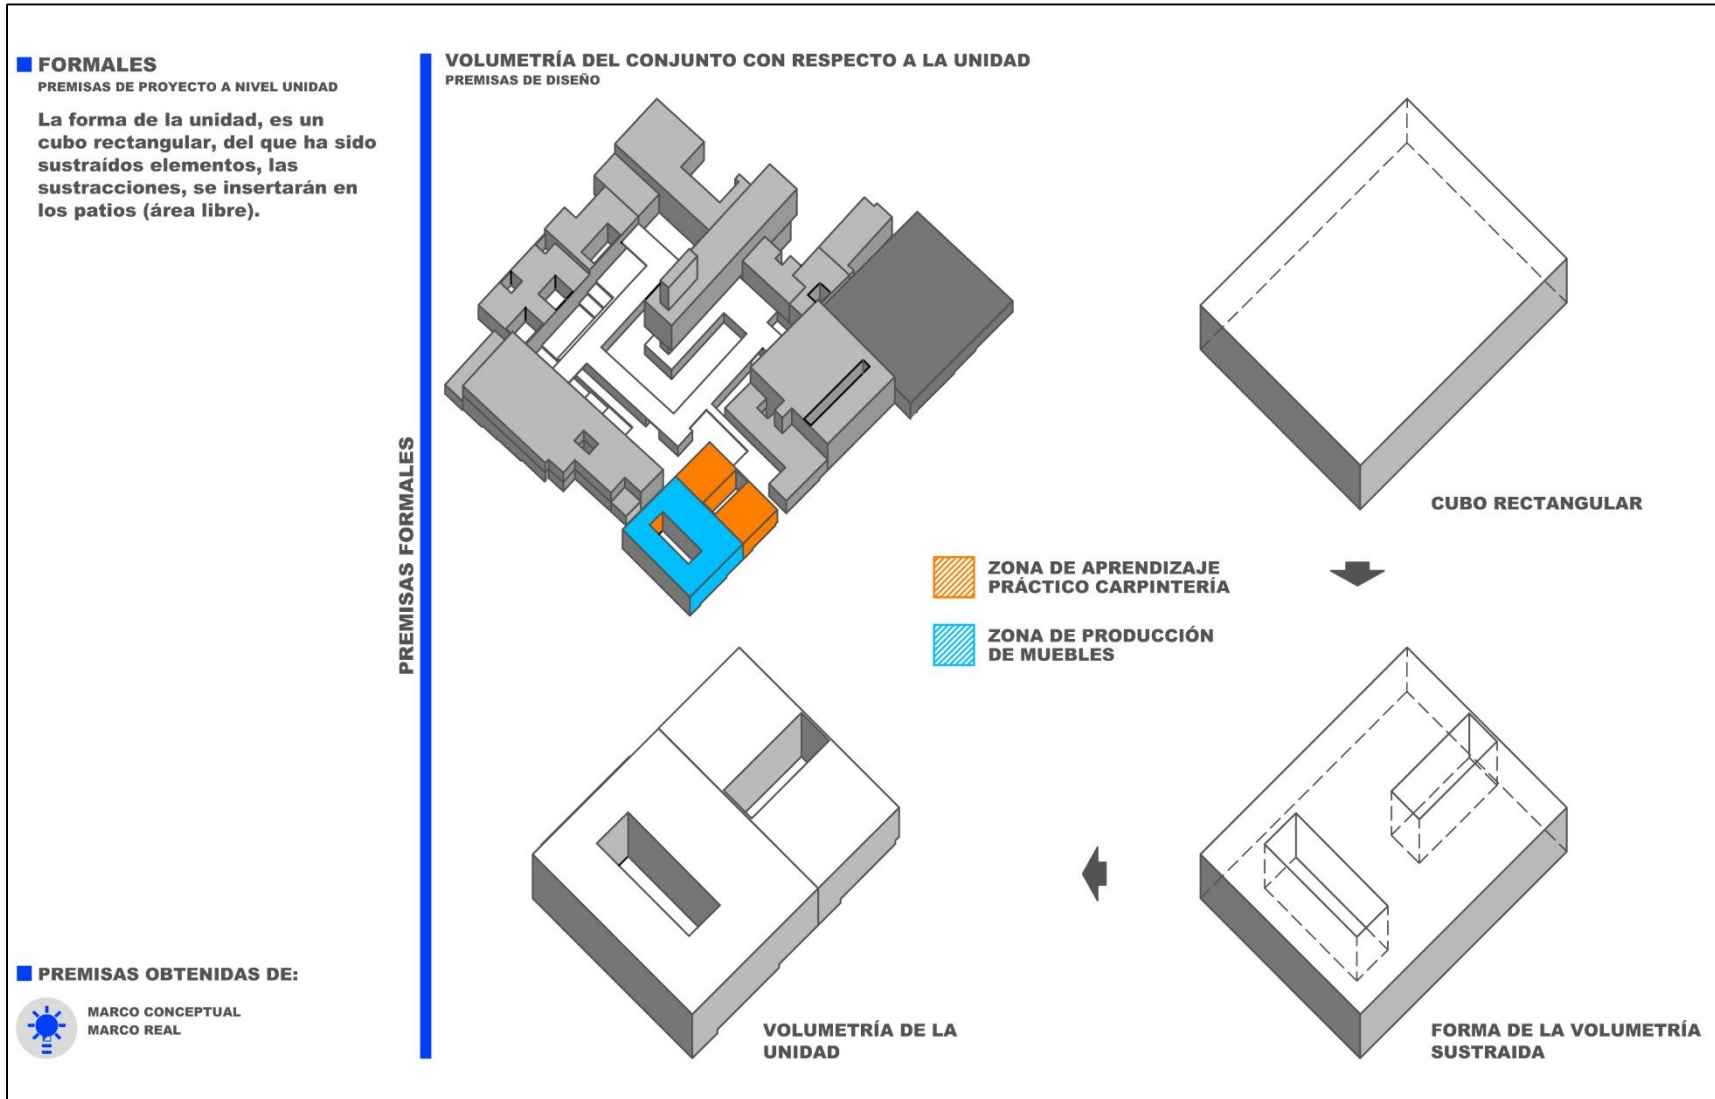 FORMALES
PREMISAS DE PROYECTO A NIVEL UNIDAD
La forma de la unidad, es un
cubo rectangular, del que ha sido
sustraídos elementos, las
sustracciones, se insertarán en
los patios (área libre).
PREMISAS OBTENIDAS DE:
MARCO CONCEPTUAL
MARCO REAL
PREMISAS FORMALES
VOLUMETRÍA DEL CONJUNTO CON RESPECTO A LA UNIDAD
PREMISAS DE DISEÑO
CUBO RECTANGULAR
ZONA DE APRENDIZAJE
PRÁCTICO CARPINTERÍA
ZONA DE PRODUCCIÓN
DE MUEBLES
VOLUMETRÍA DE LA
UNIDAD
FORMA DE LA VOLUMETRÍA
SUSTRAIDA